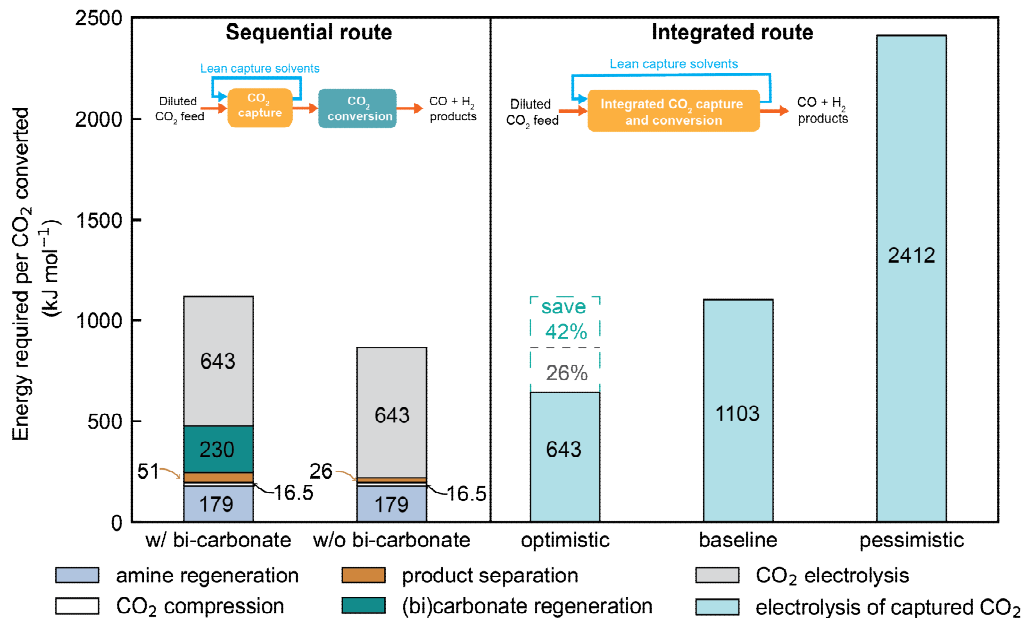 Energy required per CO₂ converted
(kJ mol⁻¹)
2500
2000
1500
1000
500
0
Sequential route
Lean capture solvents
Diluted
CO₂ feed
CO₂
capture
CO₂
conversion
CO + H₂
products
Integrated route
Lean capture solvents
Diluted
CO₂ feed
Integrated CO₂ capture
and conversion
CO + H₂
products
643
230
51
16.5
179
643
26
16.5
179
save
42%
26%
643
1103
2412
w/ bi-carbonate
w/o bi-carbonate
optimistic
baseline
pessimistic
amine regeneration
product separation
CO₂ electrolysis
CO₂ compression
(bi)carbonate regeneration
electrolysis of captured CO₂